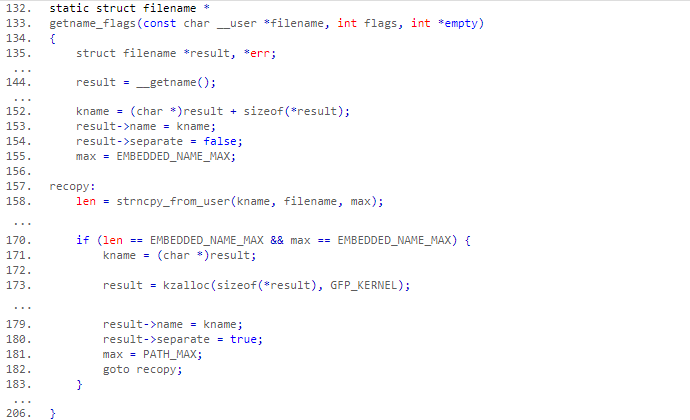 132. static struct filename *
133. getname_flags(const char __user *filename, int flags, int *empty)
134. {
135.     struct filename *result, *err;
...
144.     result = __getname();
...
152.     kname = (char *)result + sizeof(*result);
153.     result->name = kname;
154.     result->separate = false;
155.     max = EMBEDDED_NAME_MAX;
156.
157. recopy:
158.     len = strncpy_from_user(kname, filename, max);
...
170.     if (len == EMBEDDED_NAME_MAX && max == EMBEDDED_NAME_MAX) {
171.         kname = (char *)result;
172.
173.         result = kzalloc(sizeof(*result), GFP_KERNEL);
...
179.         result->name = kname;
180.         result->separate = true;
181.         max = PATH_MAX;
182.         goto recopy;
183.     }
...
206. }